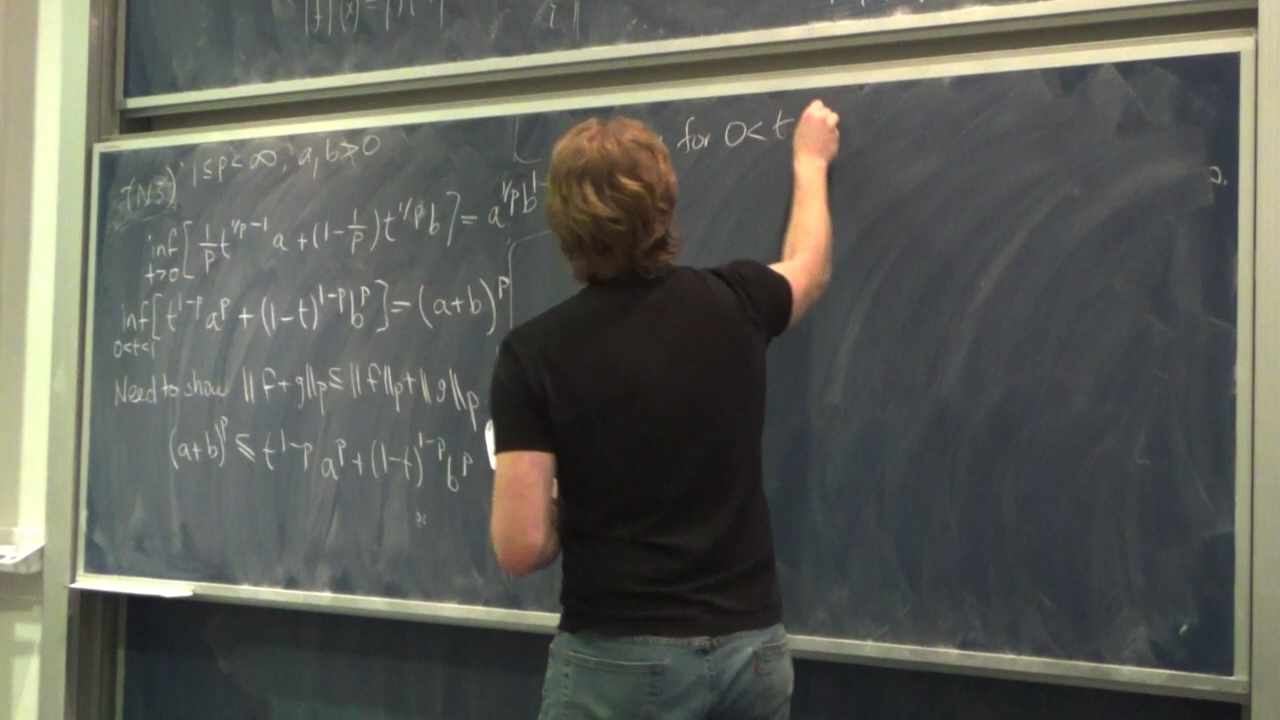 |f|(x)=
(N3) 1≤p<∞, a,b≥0
inf t>0 [1/p t^{1/p-1} a + (1-1/p) t^{1/p} b] = a^{1/p} b^{1-
inf 0<t<1 [t^{1-p} a^p + (1-t)^{1-p} b^p] = (a+b)^p
Need to show ||f+g||_p ≤ ||f||_p + ||g||_p
(a+b)^p ≤ t^{1-p} a^p + (1-t)^{1-p} b^p
for 0<t